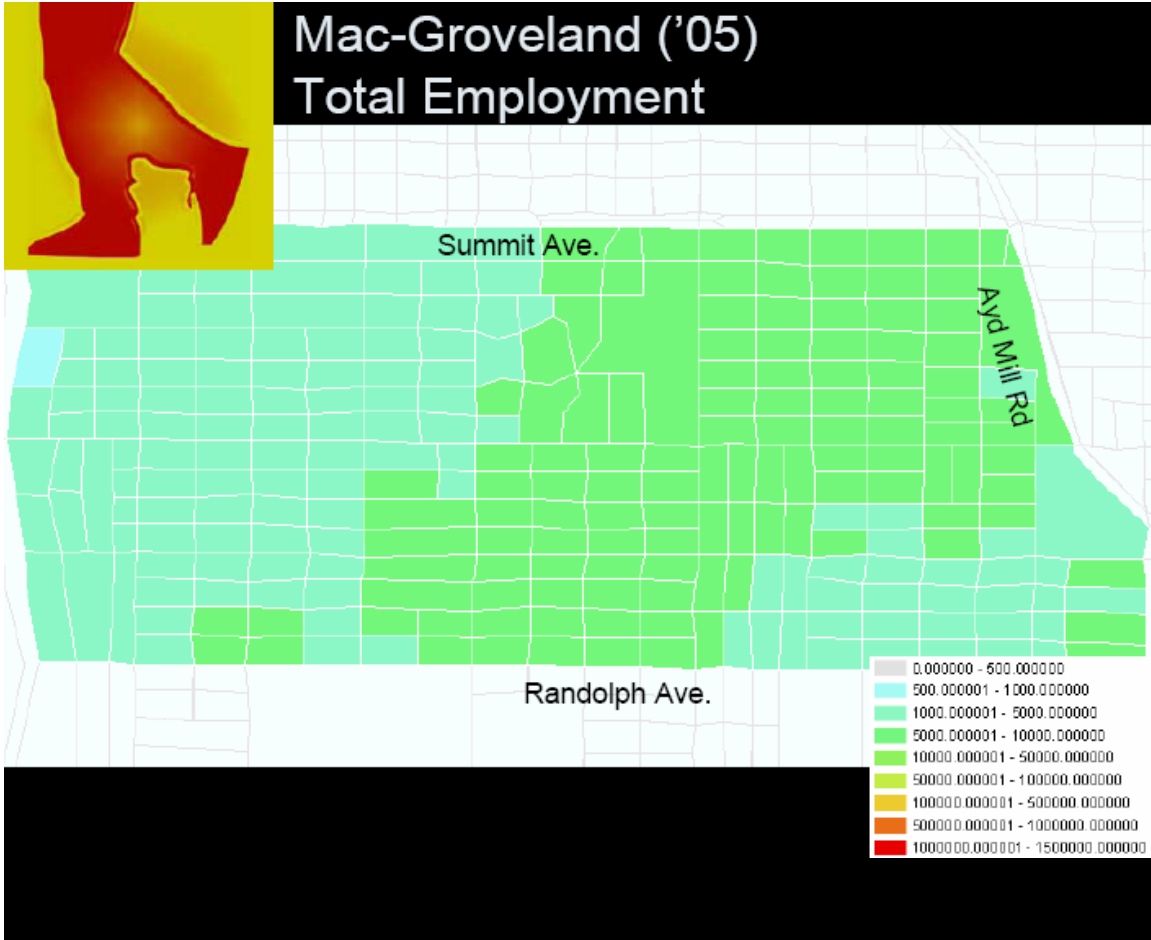 Mac-Groveland ('05)
Total Employment
Summit Ave.
Ayd Mill Rd
Randolph Ave.
0.000000 - 500.000000
500.000001 - 1000.000000
1000.000001 - 5000.000000
5000.000001 - 10000.000000
10000.000001 - 50000.000000
50000.000001 - 100000.000000
100000.000001 - 500000.000000
500000.000001 - 1000000.000000
1000000.000001 - 1500000.000000